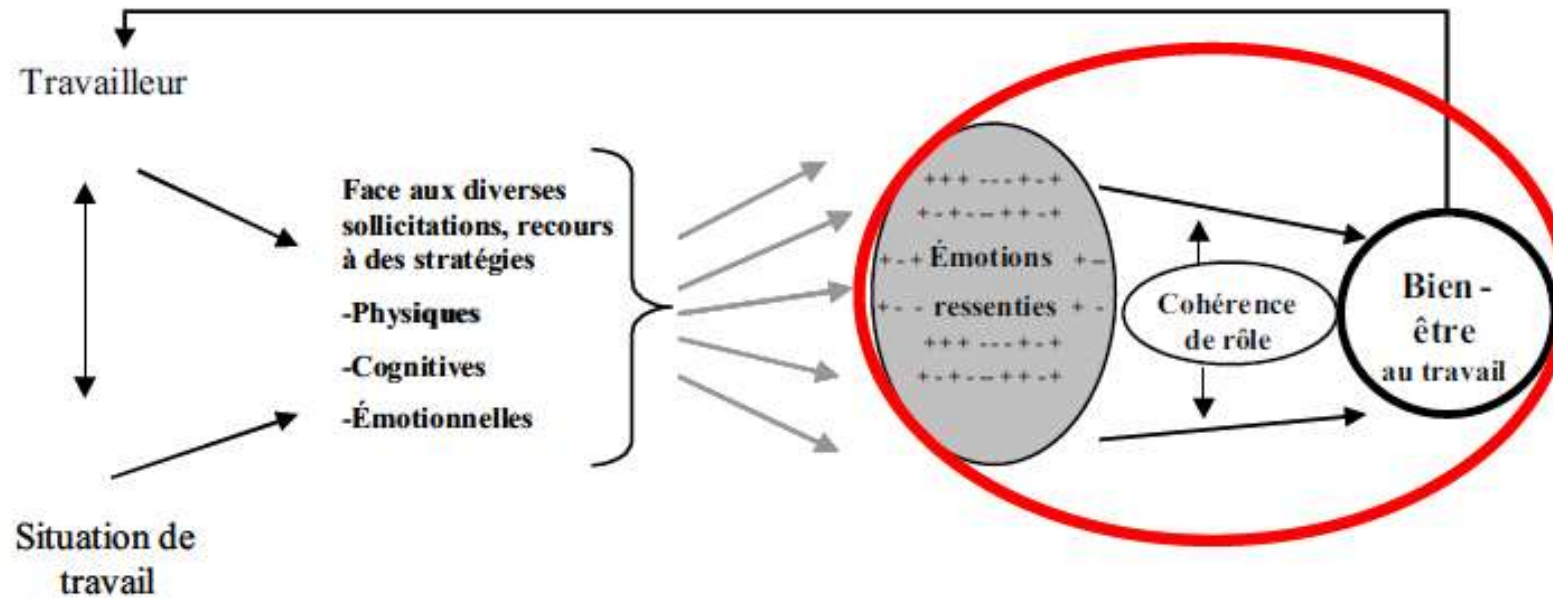 Travailleur
Face aux diverses
sollicitations, recours
à des stratégies
-Physiques
-Cognitives
-Émotionnelles
Situation de
travail
+++ ---+-+
+-+-–++-+
+-+Émotions +–
+-- ressenties +-
+++ ---+-+
+-+-–++-+
Cohérence
de rôle
Bien -
être
au travail